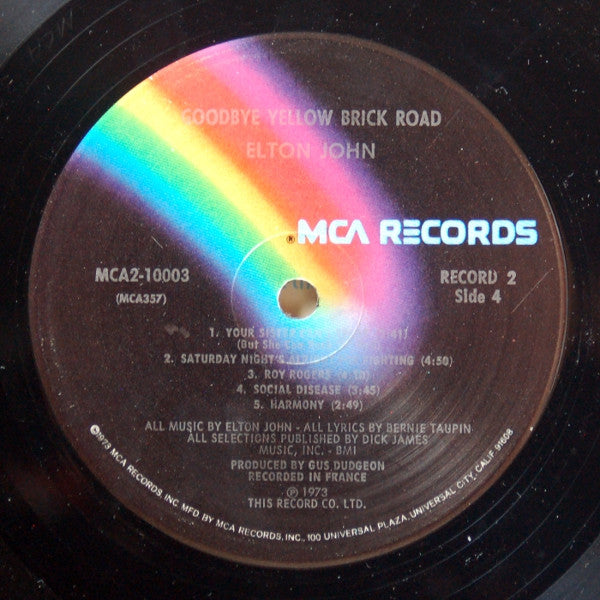 GOODBYE YELLOW BRICK ROAD
ELTON JOHN
®MCA RECORDS
MCA2-10003
(MCA357)
RECORD 2
Side 4
1. YOUR SISTER
(But She
2. SATURDAY NIGHT'S FIGHTING (4:50)
3. ROY ROGERS
4. SOCIAL DISEASE (3:45)
5. HARMONY (2:49)
ALL MUSIC BY ELTON JOHN - ALL LYRICS BY BERNIE TAUPIN
ALL SELECTIONS PUBLISHED BY DICK JAMES
MUSIC, INC. - BMI
PRODUCED BY GUS DUDGEON
RECORDED IN FRANCE
℗ 1973
THIS RECORD CO. LTD.
©1973 MCA RECORDS, INC MFD BY MCA RECORDS, INC., 100 UNIVERSAL PLAZA, UNIVERSAL CITY, CALIF 91608